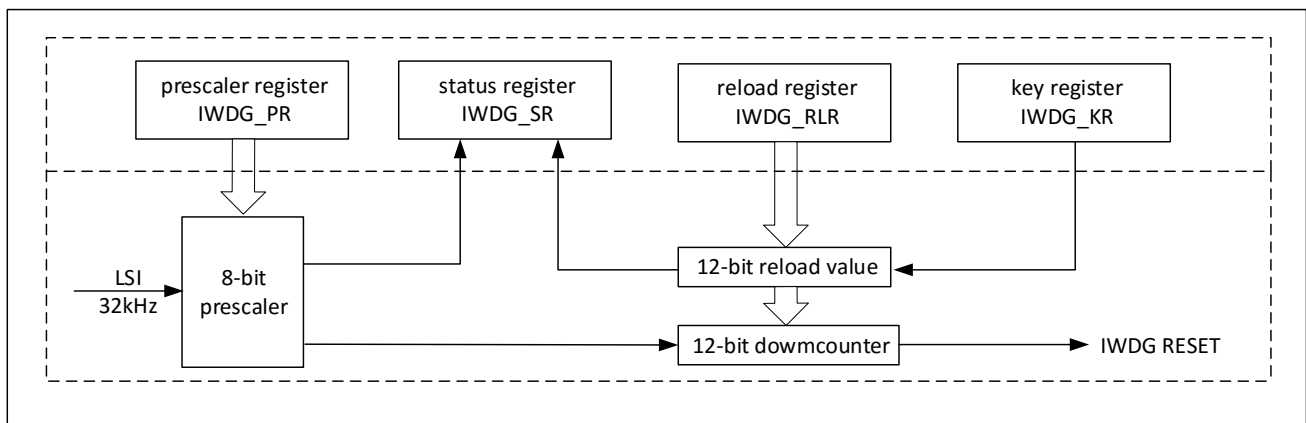 prescaler register
IWDG_PR
status register
IWDG_SR
reload register
IWDG_RLR
key register
IWDG_KR
LSI
32kHz
8-bit
prescaler
12-bit reload value
12-bit dowmcounter
IWDG RESET